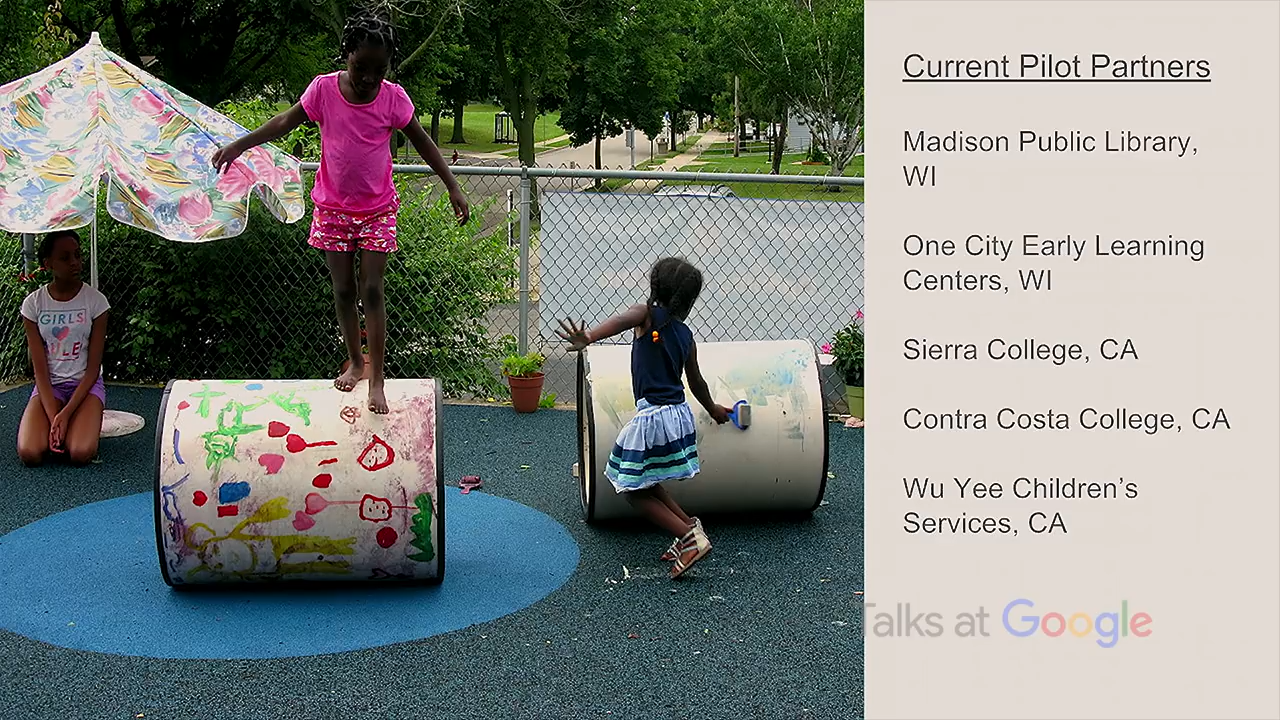 Current Pilot Partners
Madison Public Library,
WI
One City Early Learning
Centers, WI
Sierra College, CA
Contra Costa College, CA
Wu Yee Children's
Services, CA
Talks at Google
GIRLS